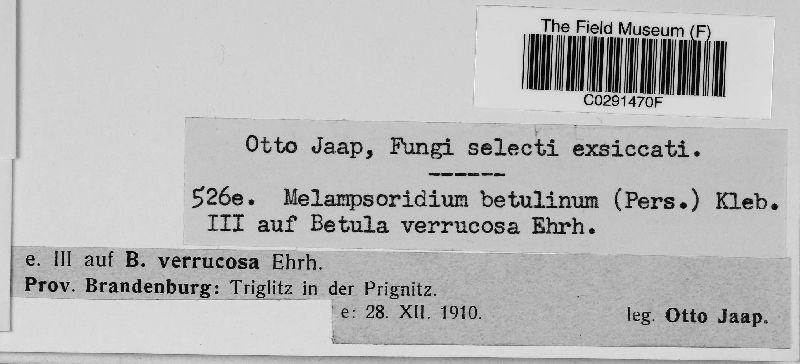 The Field Museum (F)
C0291470F
Otto Jaap, Fungi selecti exsiccati.
526e. Melampsoridium betulinum (Pers.) Kleb.
III auf Betula verrucosa Ehrh.
e. III auf B. verrucosa Ehrh.
Prov. Brandenburg: Triglitz in der Prignitz.
e: 28. XII. 1910. leg. Otto Jaap.